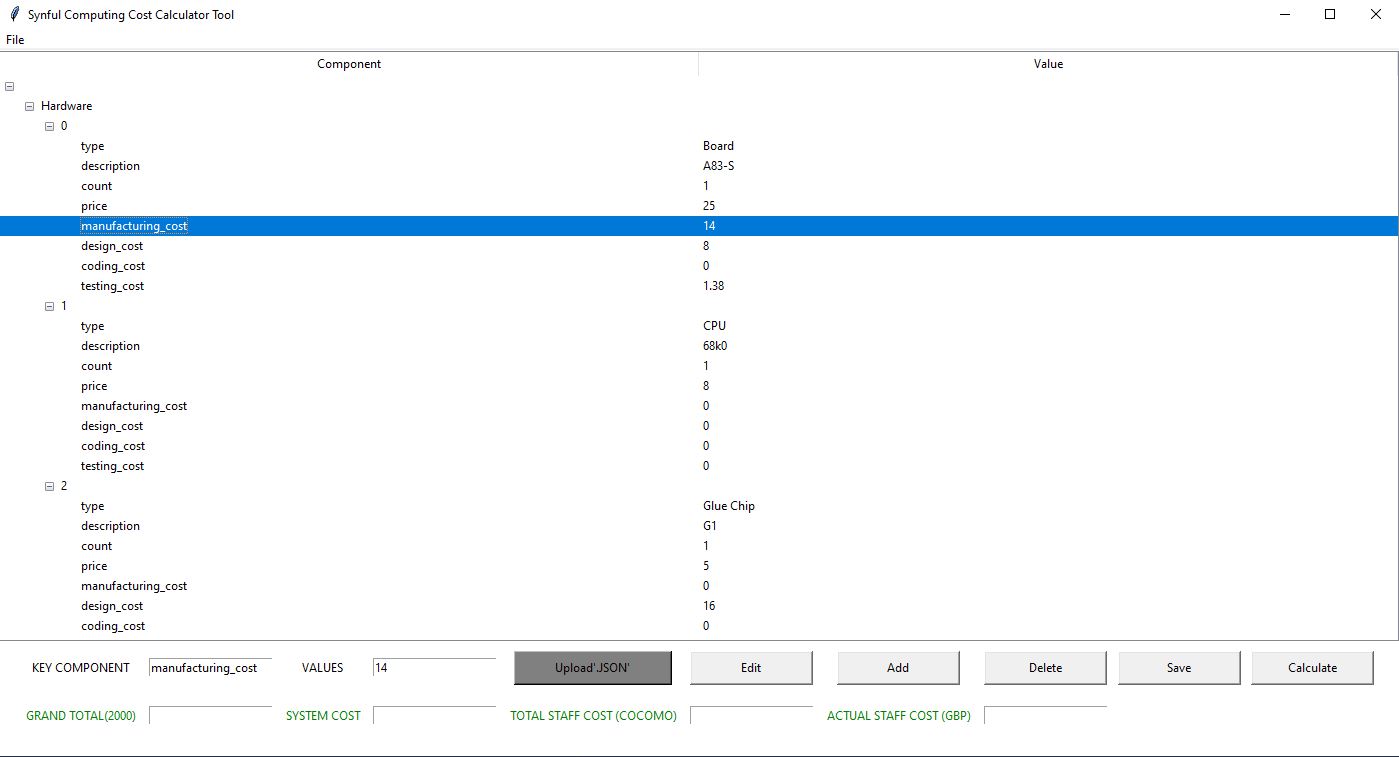 Synful Computing Cost Calculator Tool
File
Component Value
Hardware
0
type Board
description A83-S
count 1
price 25
manufacturing_cost 14
design_cost 8
coding_cost 0
testing_cost 1.38
1
type CPU
description 68k0
count 1
price 8
manufacturing_cost 0
design_cost 0
coding_cost 0
testing_cost 0
2
type Glue Chip
description G1
count 1
price 5
manufacturing_cost 0
design_cost 16
coding_cost 0
KEY COMPONENT manufacturing_cost VALUES 14 Upload'JSON' Edit Add Delete Save Calculate
GRAND TOTAL(2000) SYSTEM COST TOTAL STAFF COST (COCOMO) ACTUAL STAFF COST (GBP)